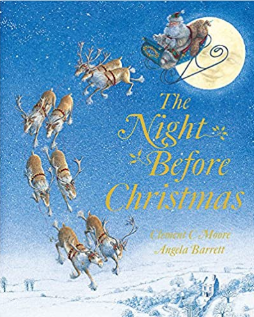 The
Night
Before
Christmas
Clement C. Moore
Angela Barrett